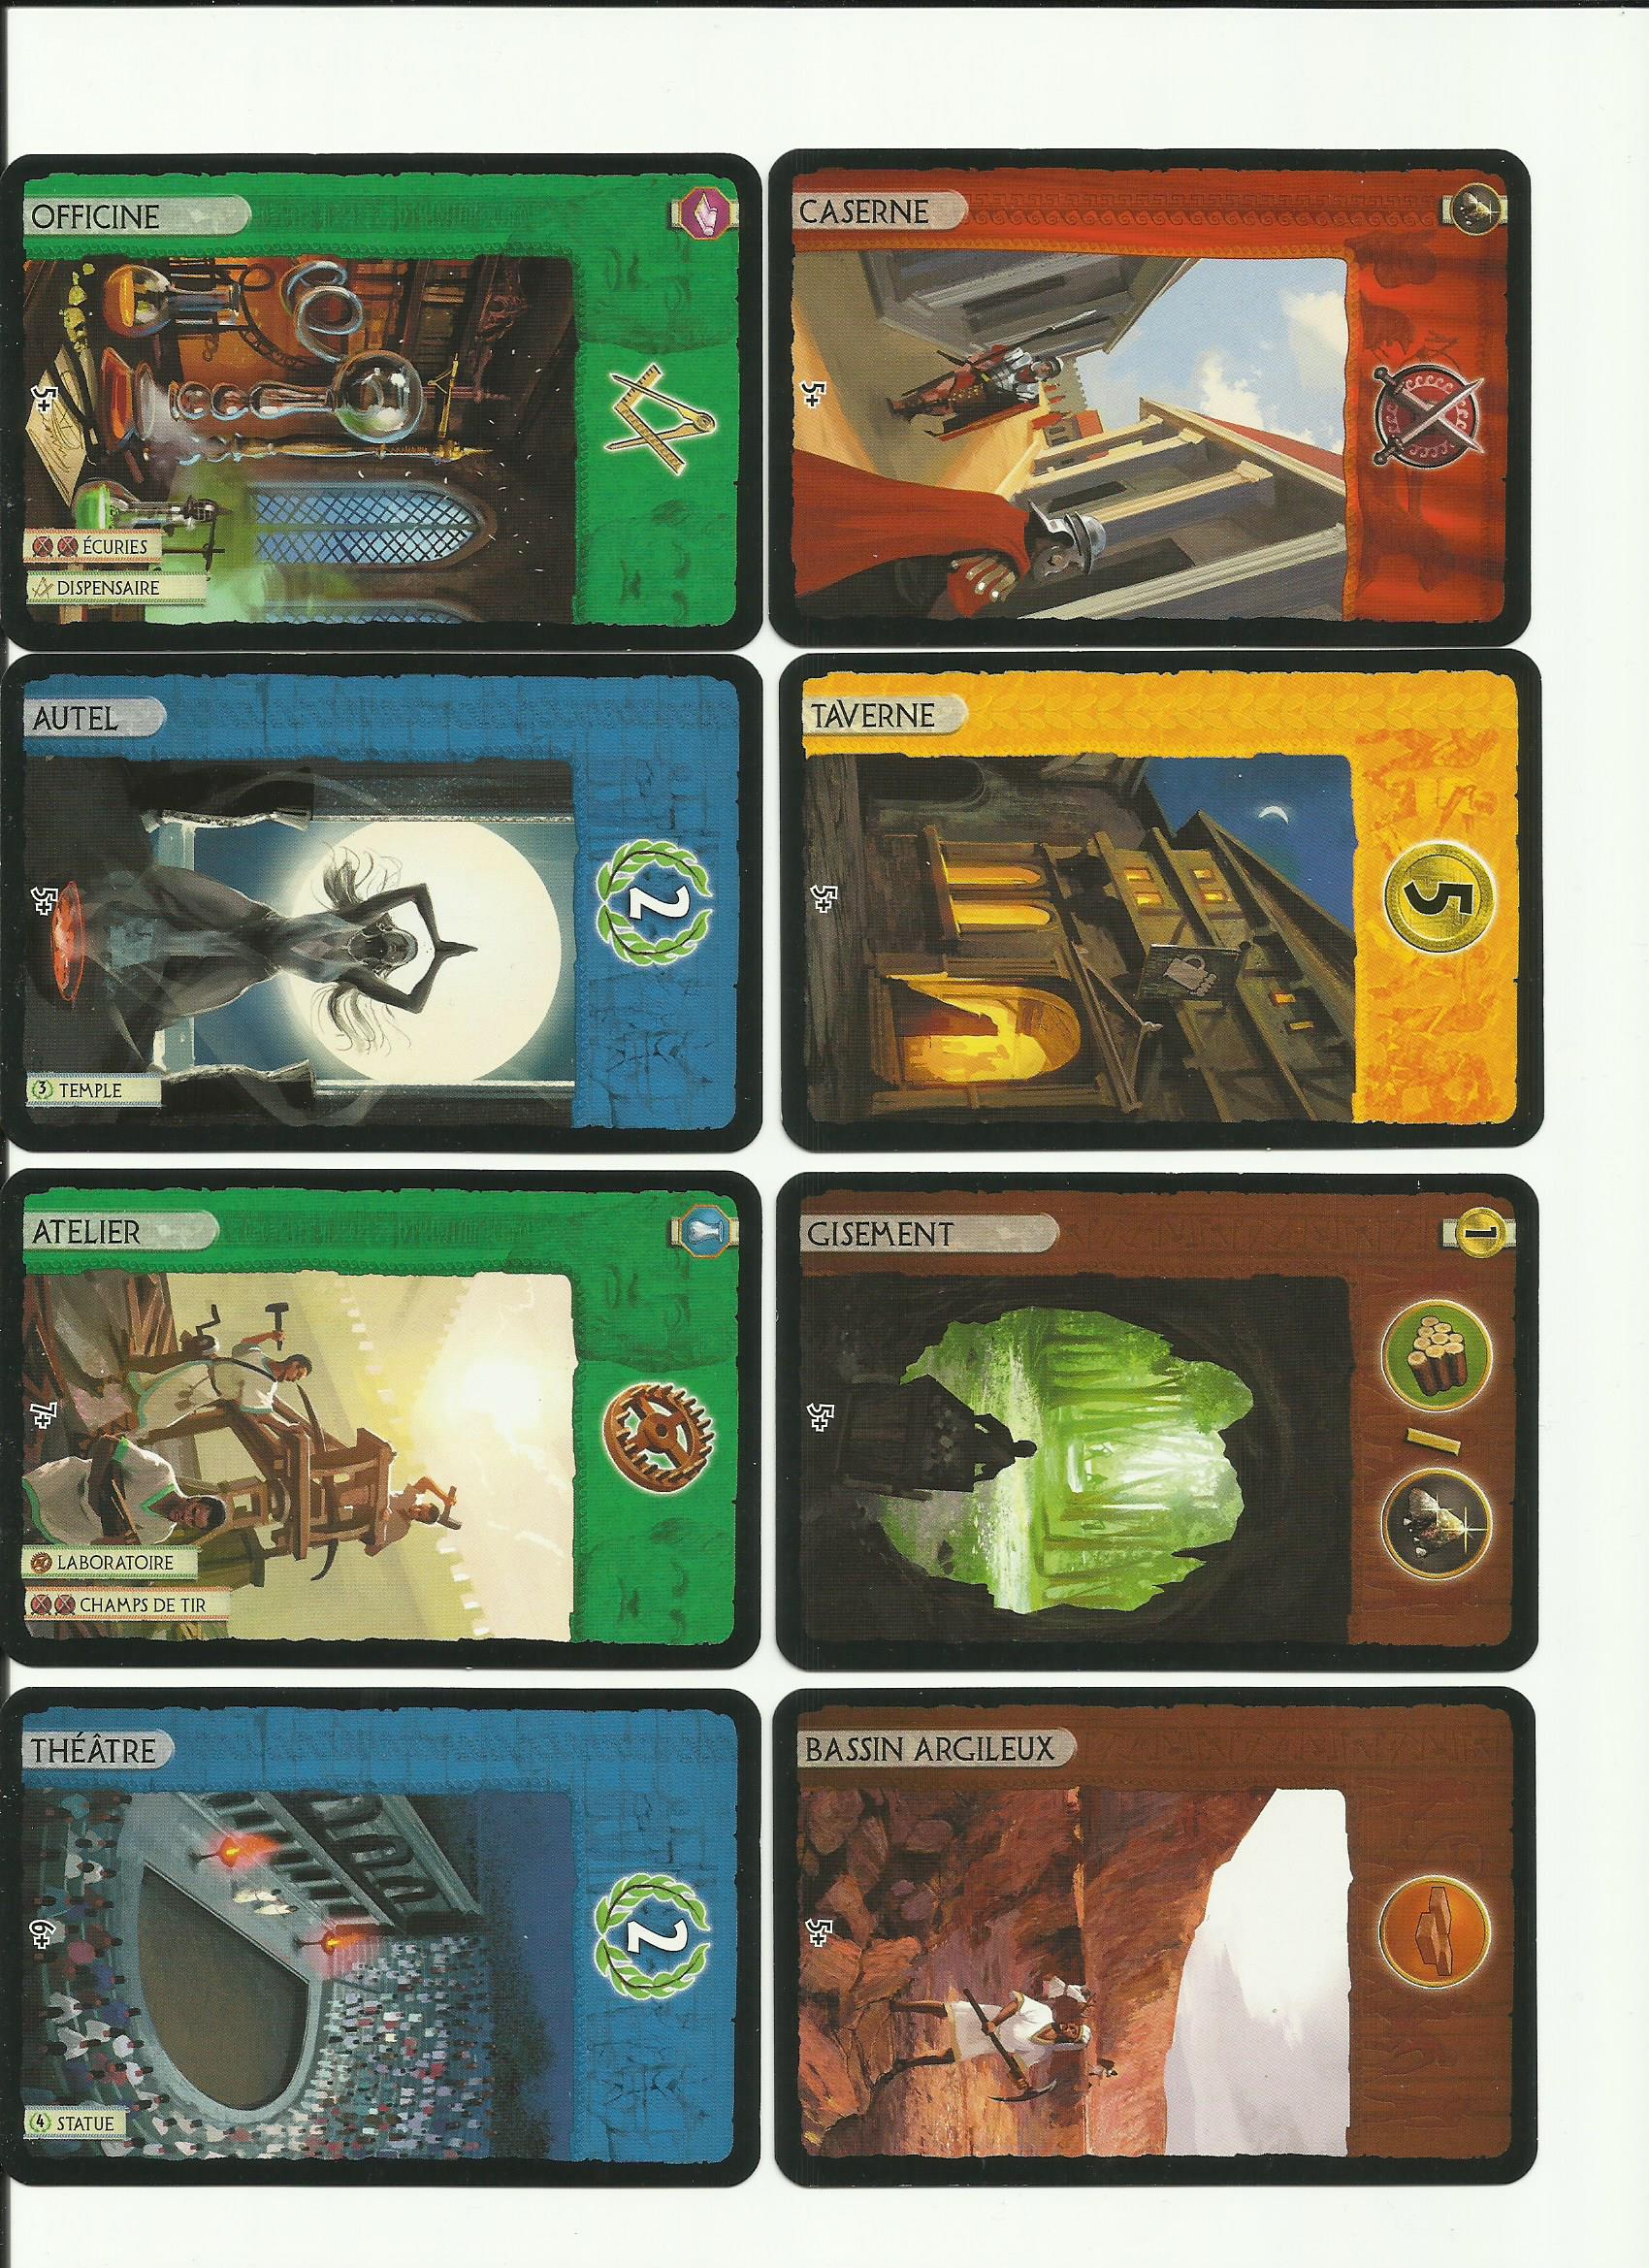 OFFICINE
5+
ÉCURIES
DISPENSAIRE
CASERNE
5+
AUTEL
2
5+
3 TEMPLE
TAVERNE
5
5+
ATELIER
7+
LABORATOIRE
CHAMPS DE TIR
GISEMENT
1
/
5+
THÉÂTRE
2
6+
4 STATUE
BASSIN ARGILEUX
5+